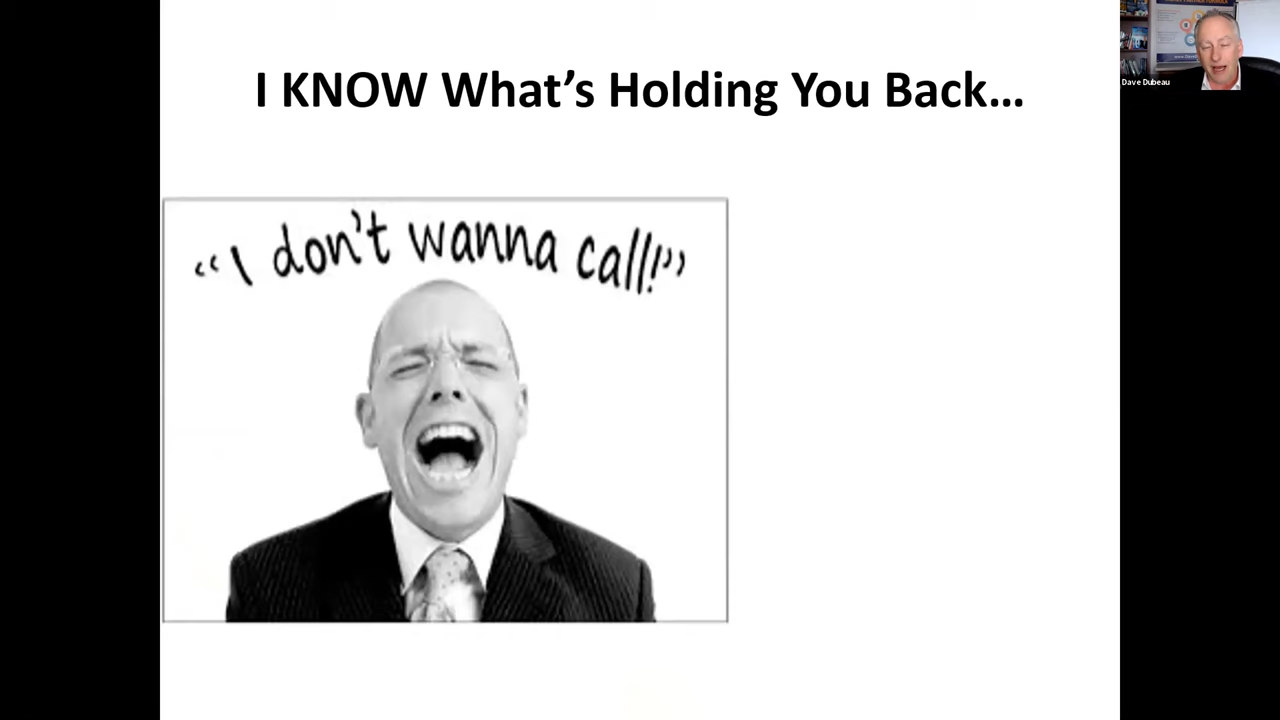 I KNOW What’s Holding You Back…
“I don’t wanna call!”
Dave Dubeau